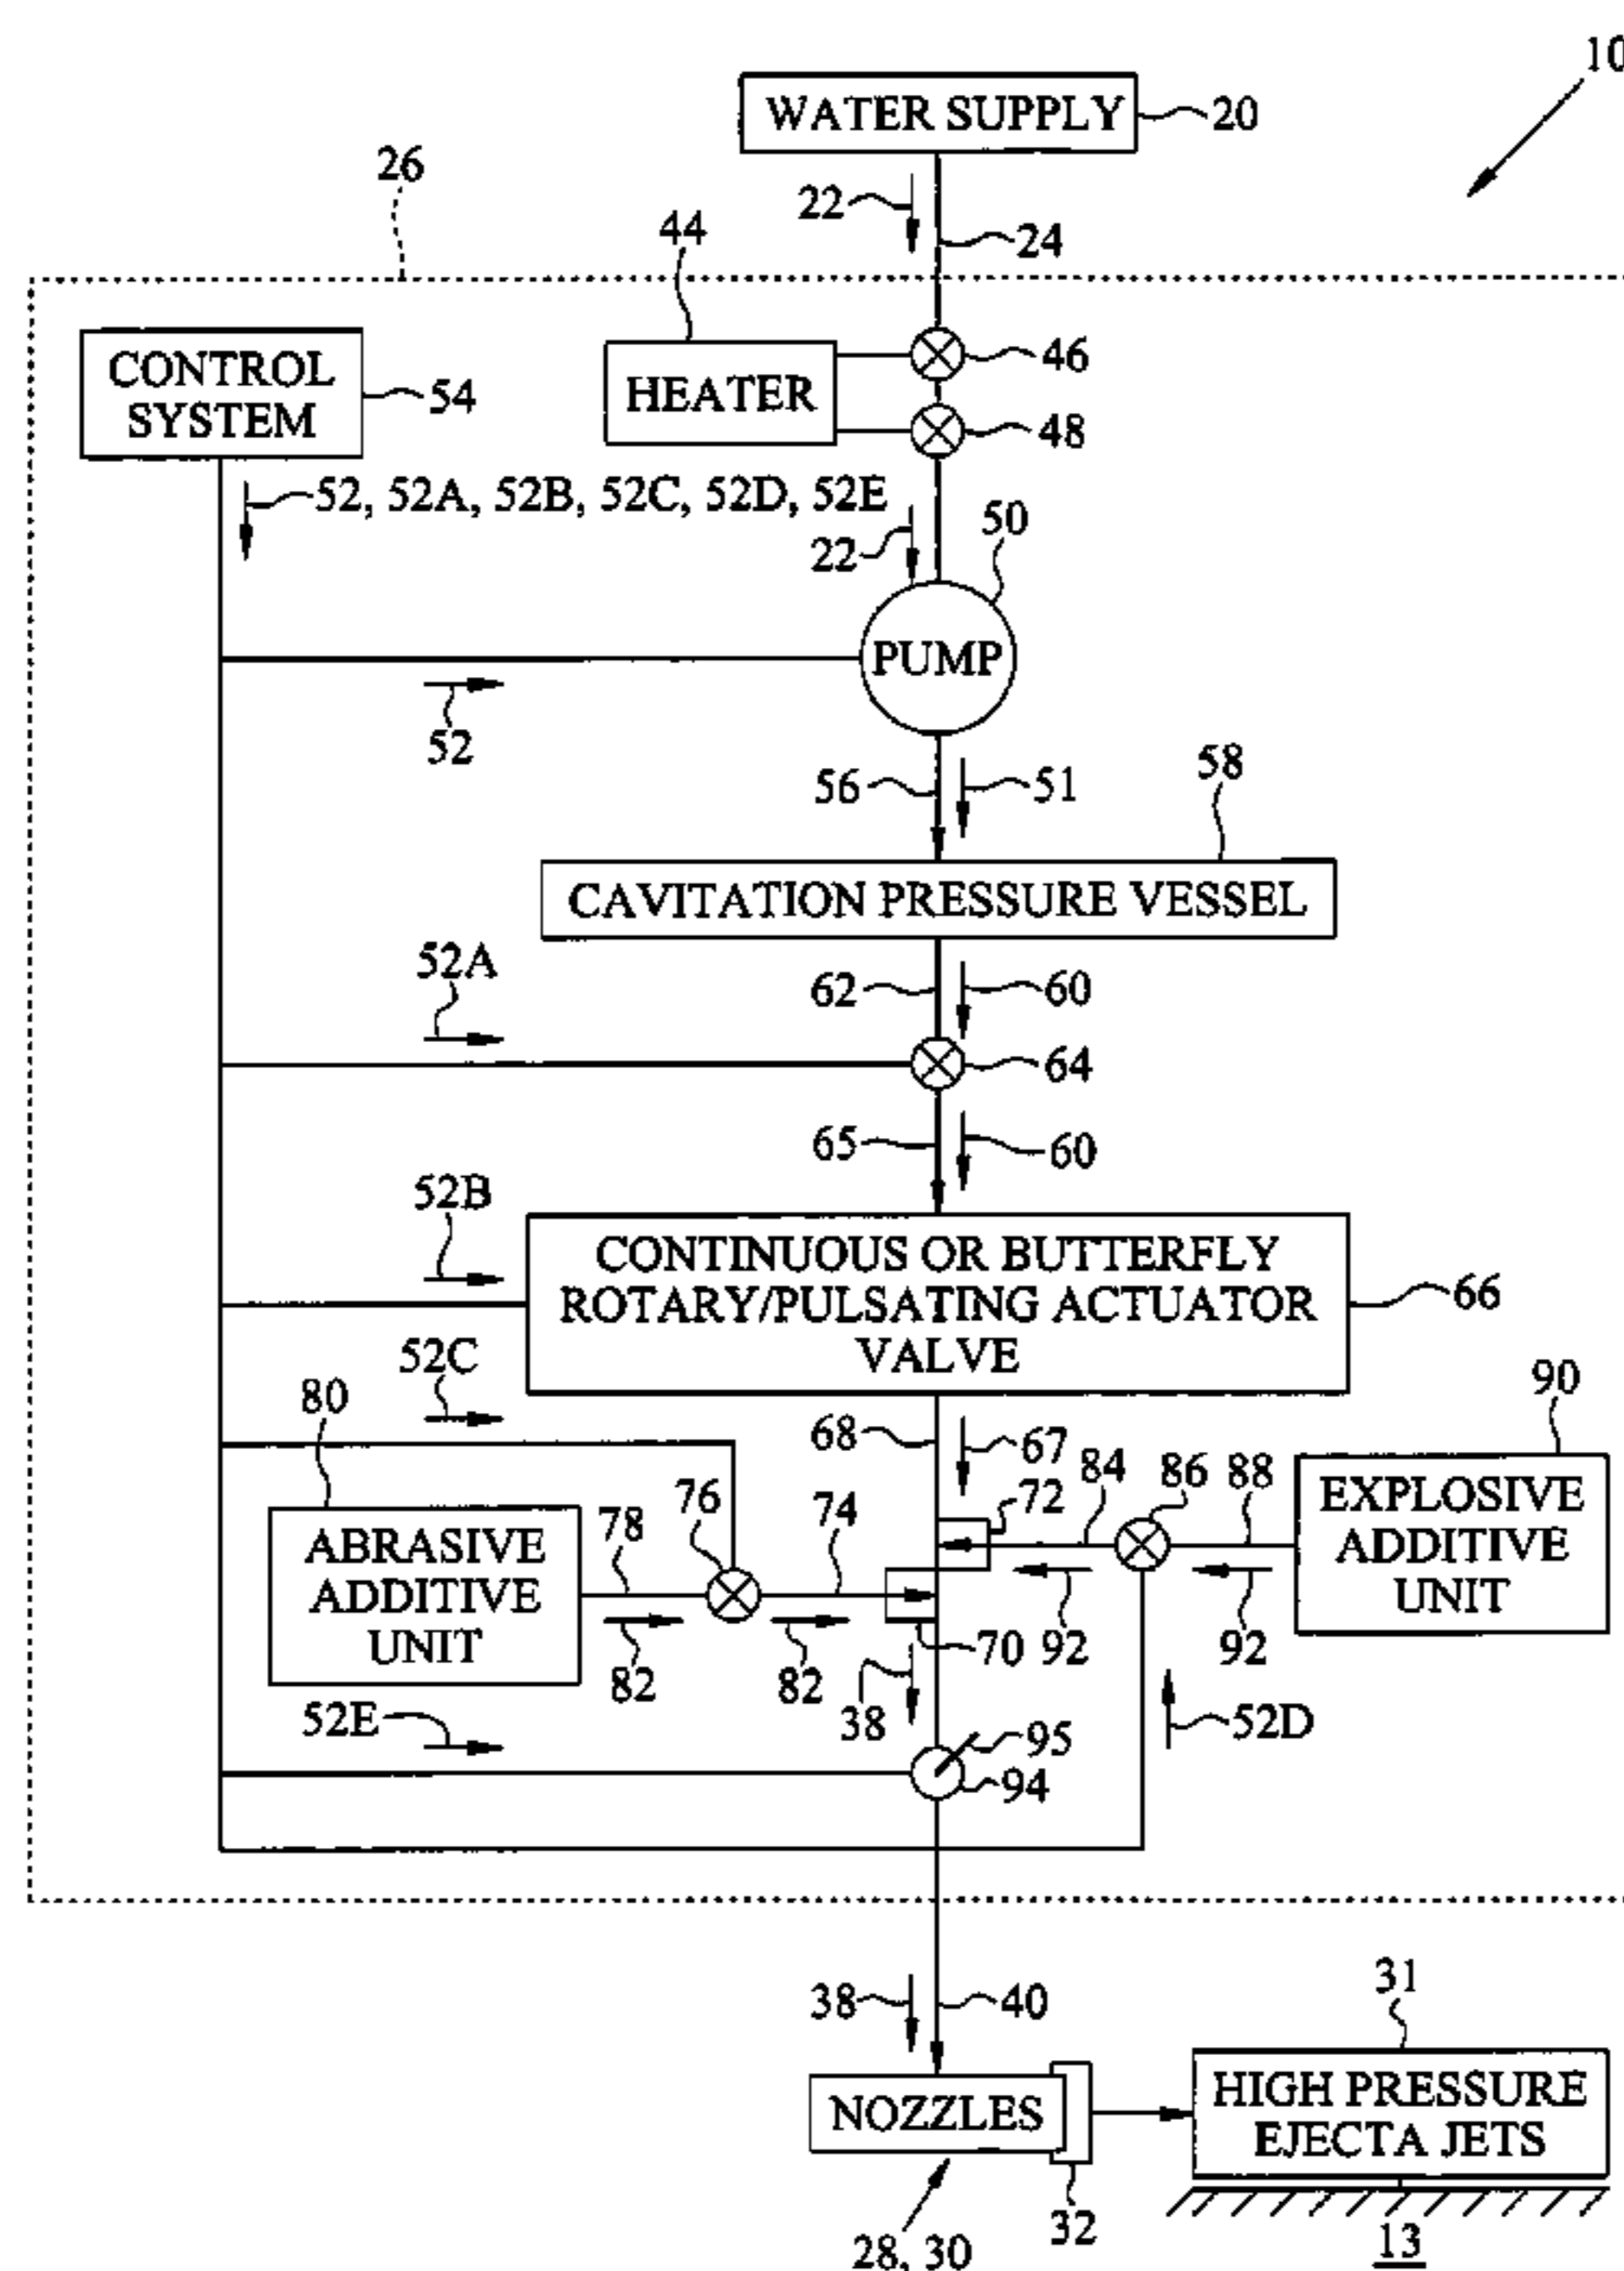 10
WATER SUPPLY
20
26
22
24
44
CONTROL
SYSTEM
54
HEATER
46
48
52, 52A, 52B, 52C, 52D, 52E
22
50
PUMP
52
56
51
58
CAVITATION PRESSURE VESSEL
52A
62
60
64
65
60
52B
CONTINUOUS OR BUTTERFLY
ROTARY/PULSATING ACTUATOR
VALVE
66
52C
80
68
67
90
84
86
88
72
76
78
74
ABRASIVE
ADDITIVE
UNIT
EXPLOSIVE
ADDITIVE
UNIT
82
82
70
92
92
38
52E
52D
95
94
38
40
31
NOZZLES
HIGH PRESSURE
EJECTA JETS
32
28, 30
13